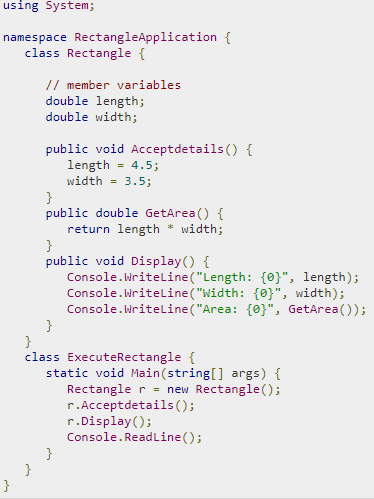 using System;
namespace RectangleApplication {
class Rectangle {
// member variables
double length;
double width;
public void Acceptdetails() {
length = 4.5;
width = 3.5;
}
public double GetArea() {
return length * width;
}
public void Display() {
Console.WriteLine("Length: {0}", length);
Console.WriteLine("Width: {0}", width);
Console.WriteLine("Area: {0}", GetArea());
}
}
class ExecuteRectangle {
static void Main(string[] args) {
Rectangle r = new Rectangle();
r.Acceptdetails();
r.Display();
Console.ReadLine();
}
}
}